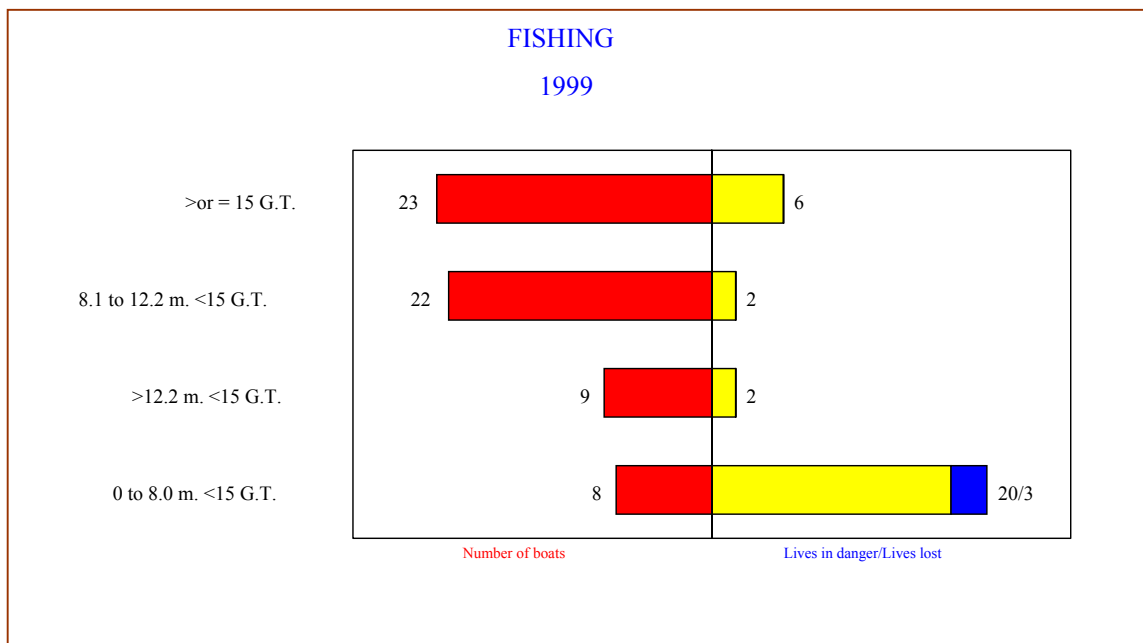 FISHING
1999
>or = 15 G.T. 23 6
8.1 to 12.2 m. <15 G.T. 22 2
>12.2 m. <15 G.T. 9 2
0 to 8.0 m. <15 G.T. 8 20/3
Number of boats Lives in danger/Lives lost